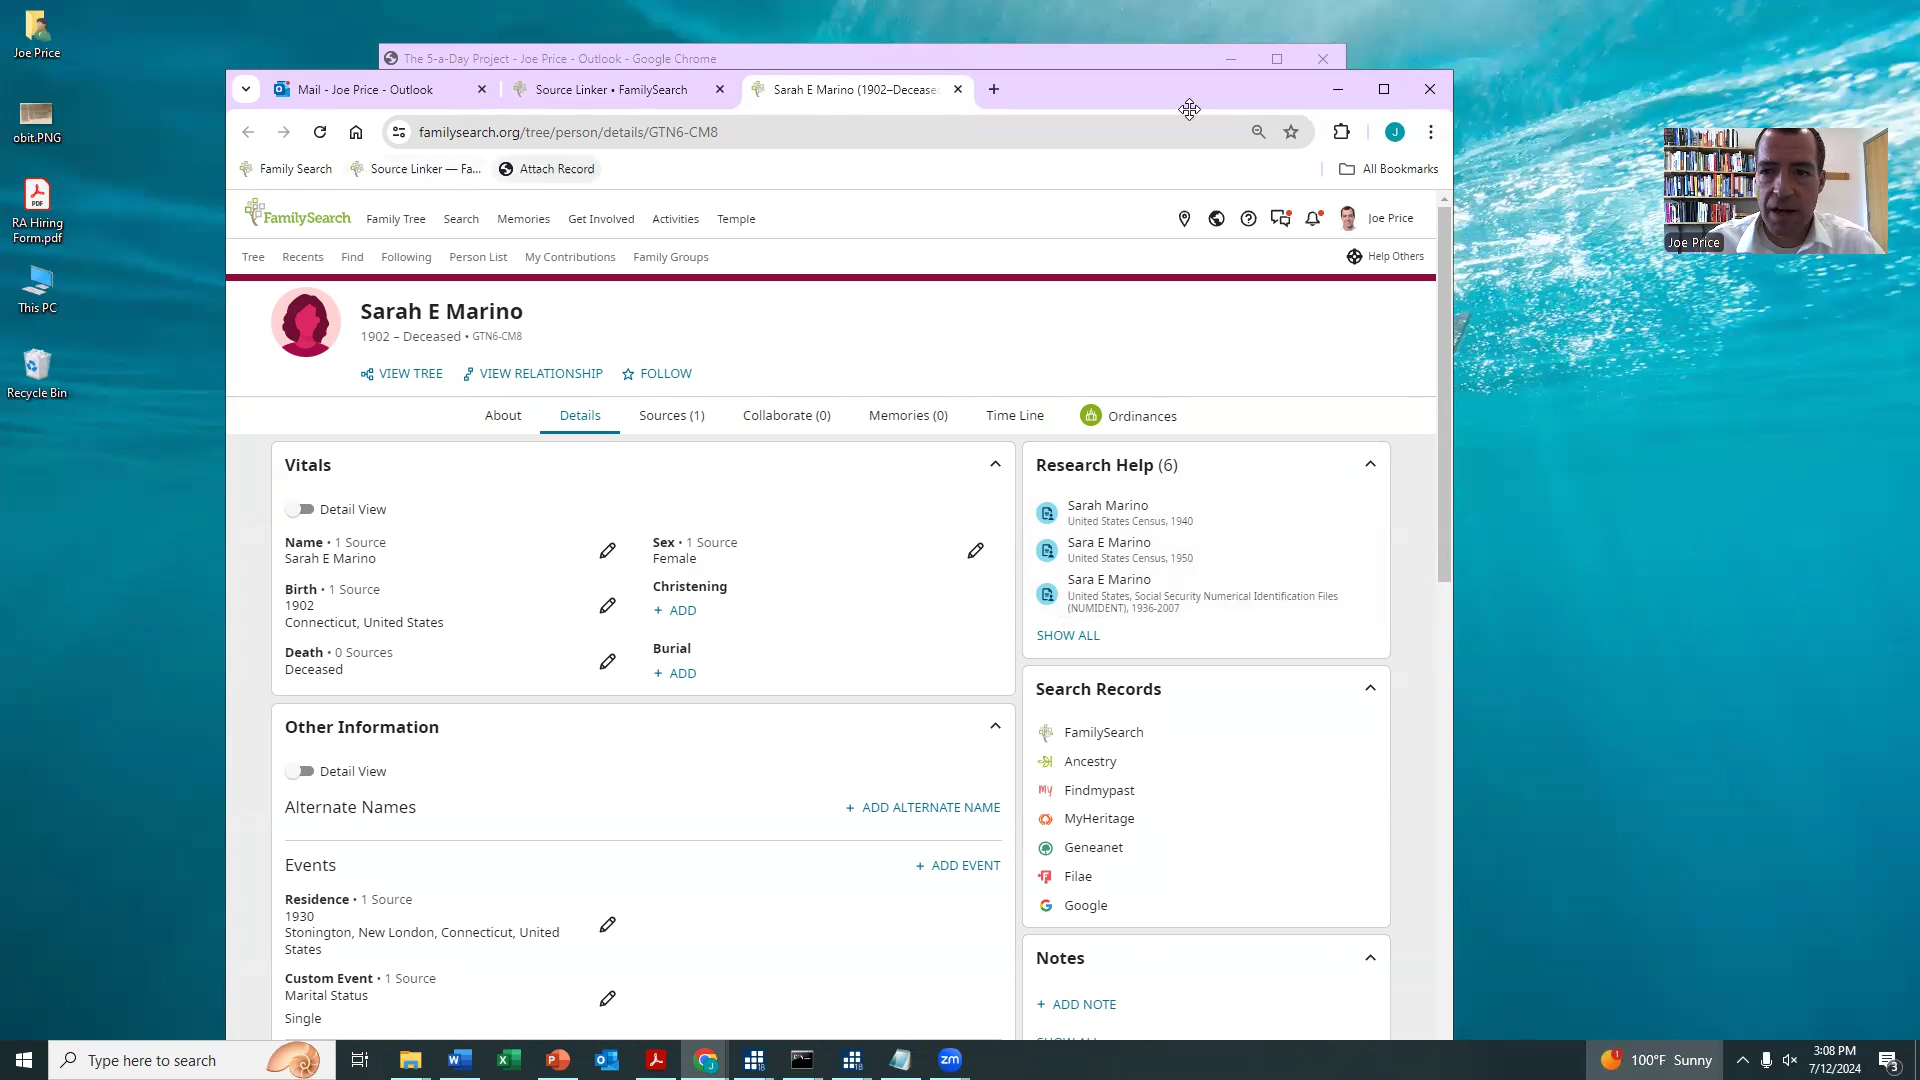 Joe Price
obit.PNG
RA Hiring
Form.pdf
This PC
Recycle Bin
The 5-a-Day Project - Joe Price - Outlook - Google Chrome
Mail - Joe Price - Outlook
Source Linker • FamilySearch
Sarah E Marino (1902–Decease
familysearch.org/tree/person/details/GTN6-CM8
J
Family Search
Source Linker — Fa...
Attach Record
All Bookmarks
FamilySearch
Family Tree
Search
Memories
Get Involved
Activities
Temple
Joe Price
Tree
Recents
Find
Following
Person List
My Contributions
Family Groups
Help Others
Sarah E Marino
1902 – Deceased • GTN6-CM8
VIEW TREE
VIEW RELATIONSHIP
FOLLOW
About
Details
Sources (1)
Collaborate (0)
Memories (0)
Time Line
Ordinances
Vitals
Detail View
Name • 1 Source
Sarah E Marino
Sex • 1 Source
Female
Birth • 1 Source
1902
Connecticut, United States
Christening
+ ADD
Death • 0 Sources
Deceased
Burial
+ ADD
Other Information
Detail View
Alternate Names
+ ADD ALTERNATE NAME
Events
+ ADD EVENT
Residence • 1 Source
1930
Stonington, New London, Connecticut, United
States
Custom Event • 1 Source
Marital Status
Single
Research Help (6)
Sarah Marino
United States Census, 1940
Sara E Marino
United States Census, 1950
Sara E Marino
United States, Social Security Numerical Identification Files
(NUMIDENT), 1936-2007
SHOW ALL
Search Records
FamilySearch
Ancestry
Findmypast
MyHeritage
Geneanet
Filae
Google
Notes
+ ADD NOTE
SHOW ALL
Joe Price
Type here to search
zm
1
100°F Sunny
3:08 PM
7/12/2024
3